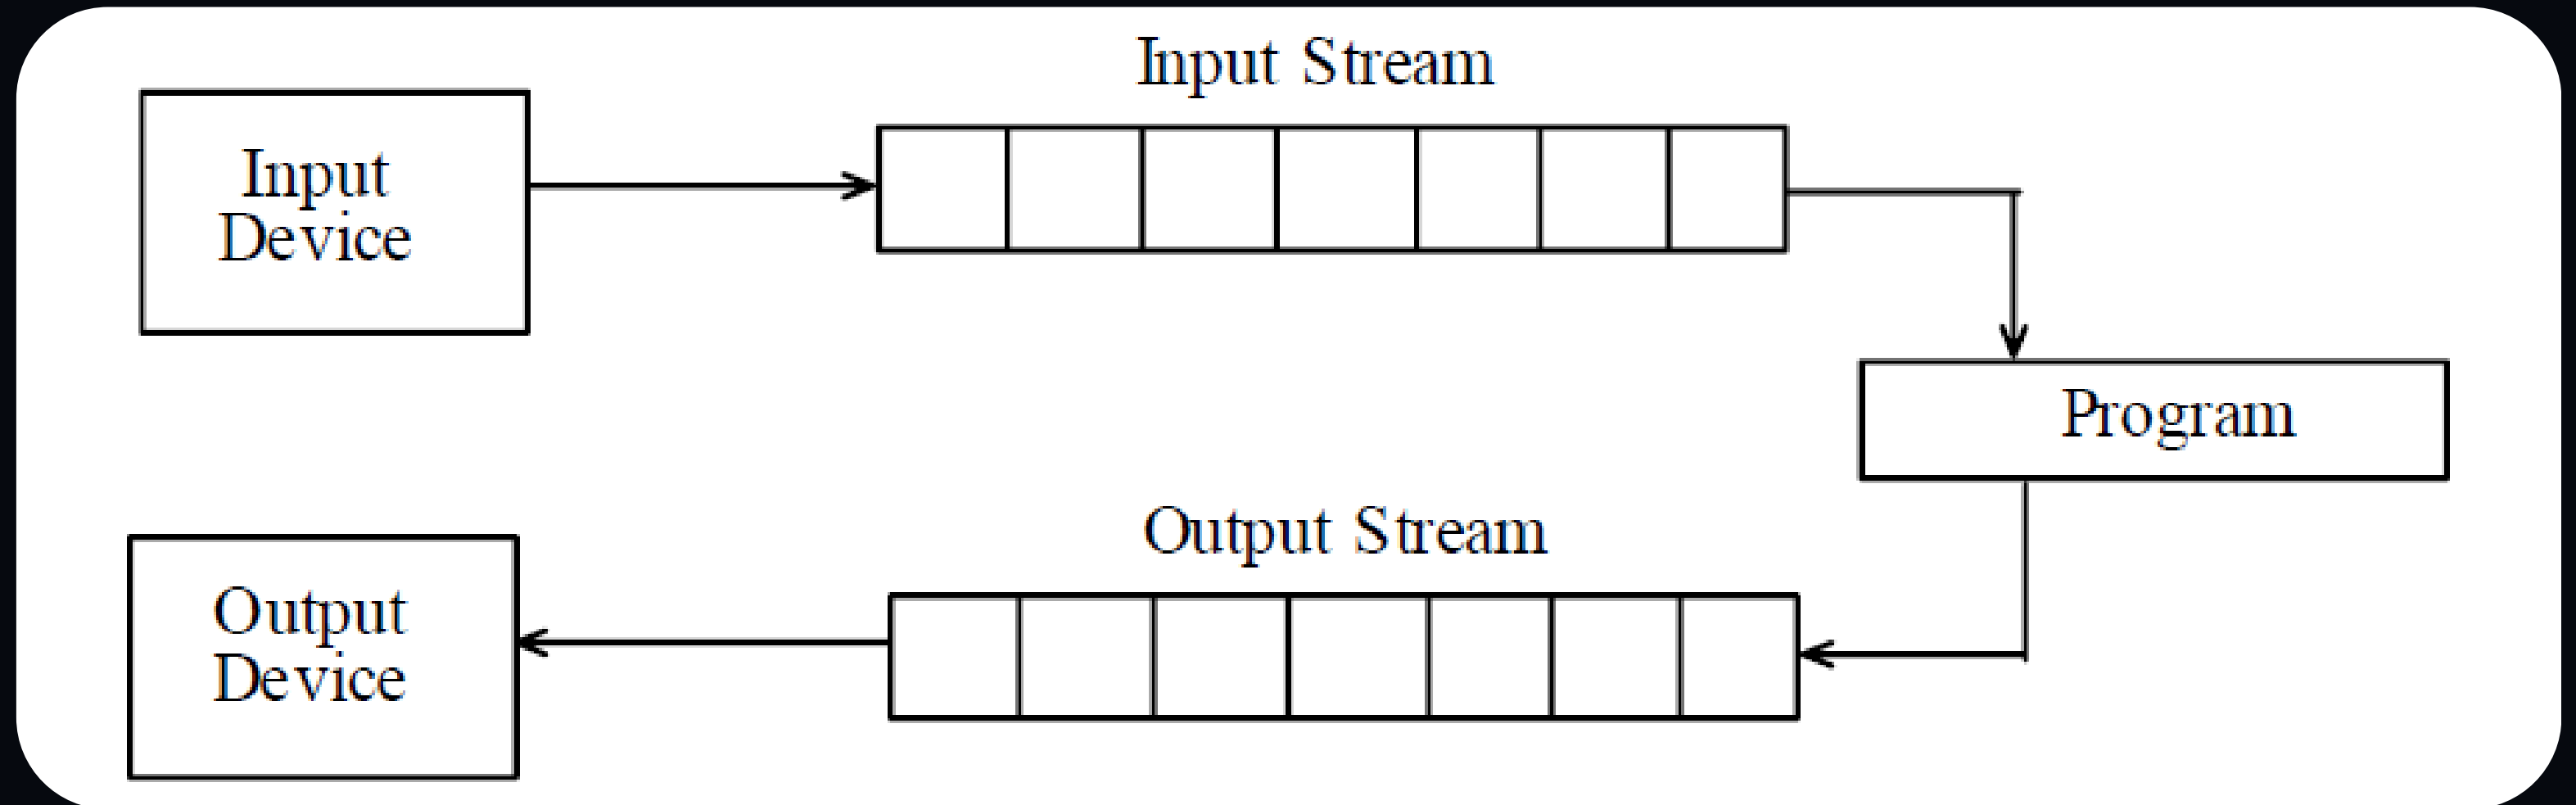 Input Stream
Input
Device
Program
Output Stream
Output
Device